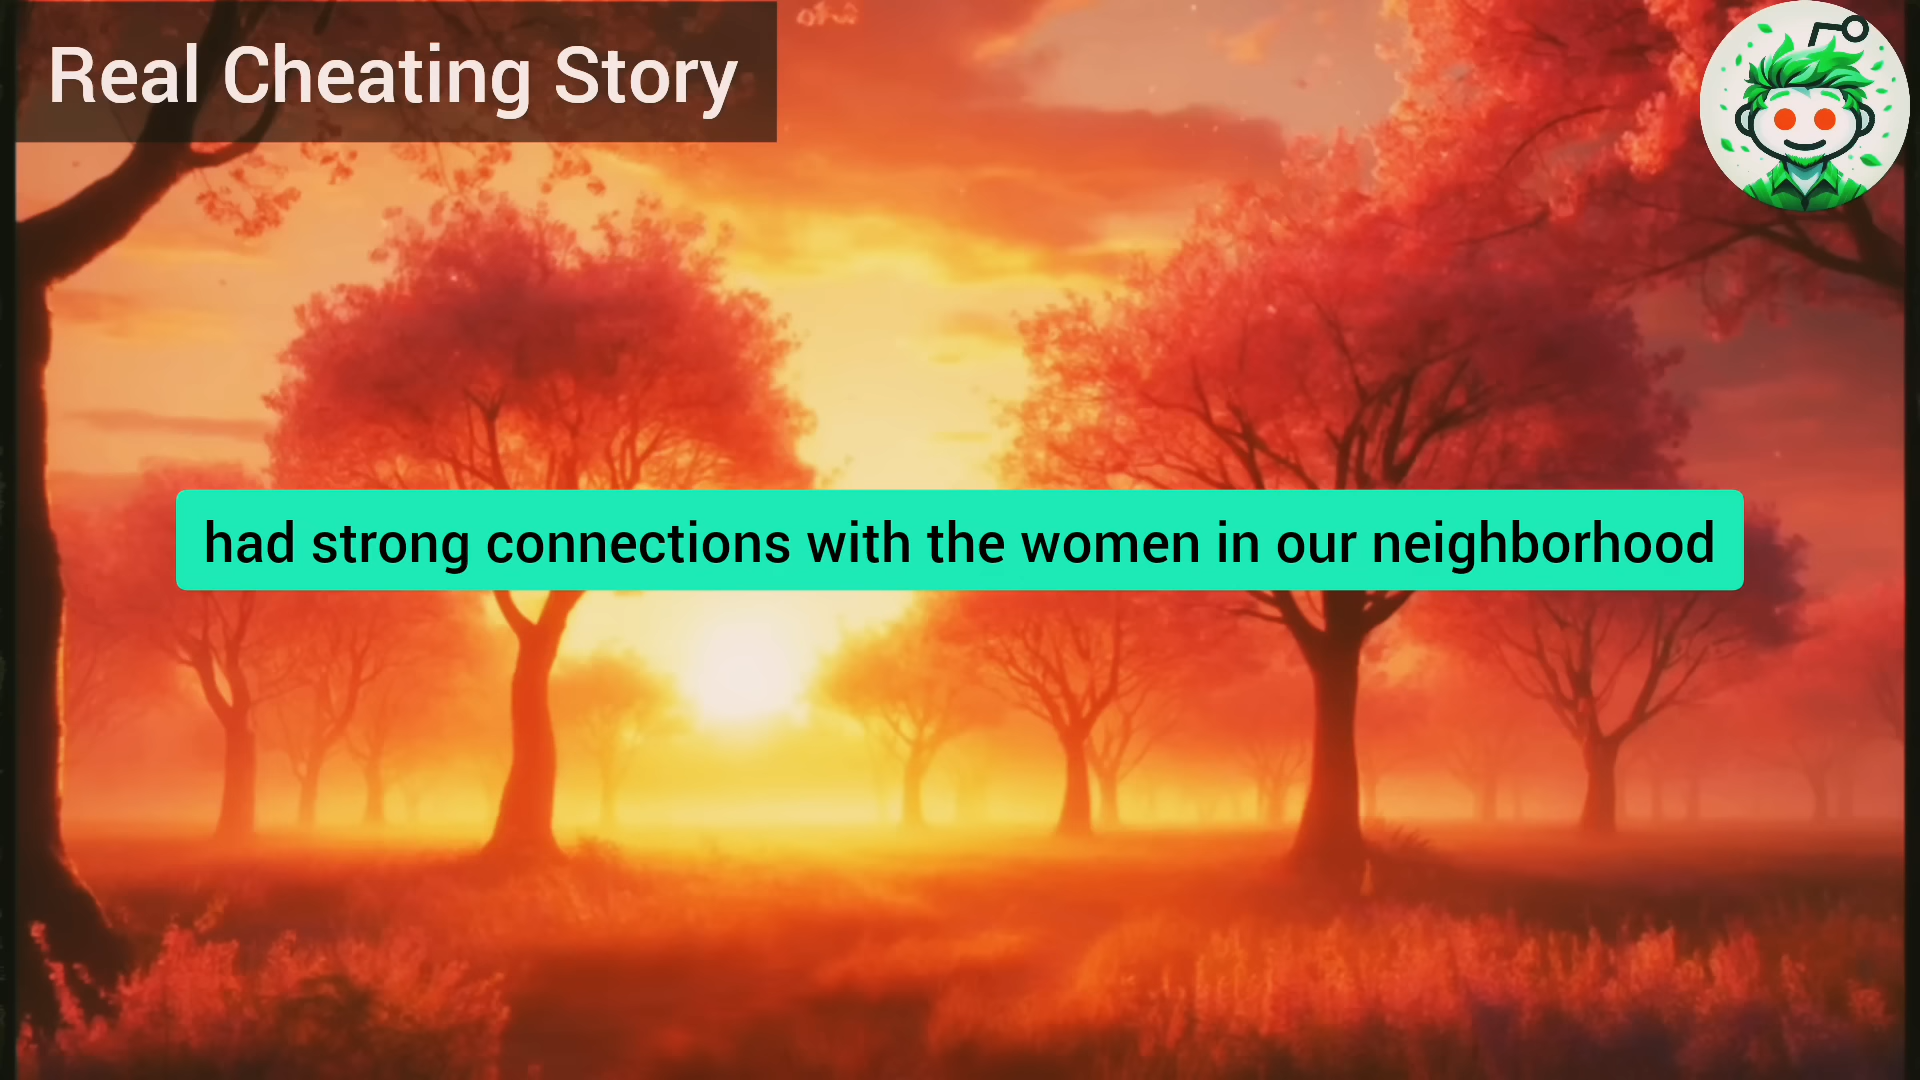 Real Cheating Story
had strong connections with the women in our neighborhood